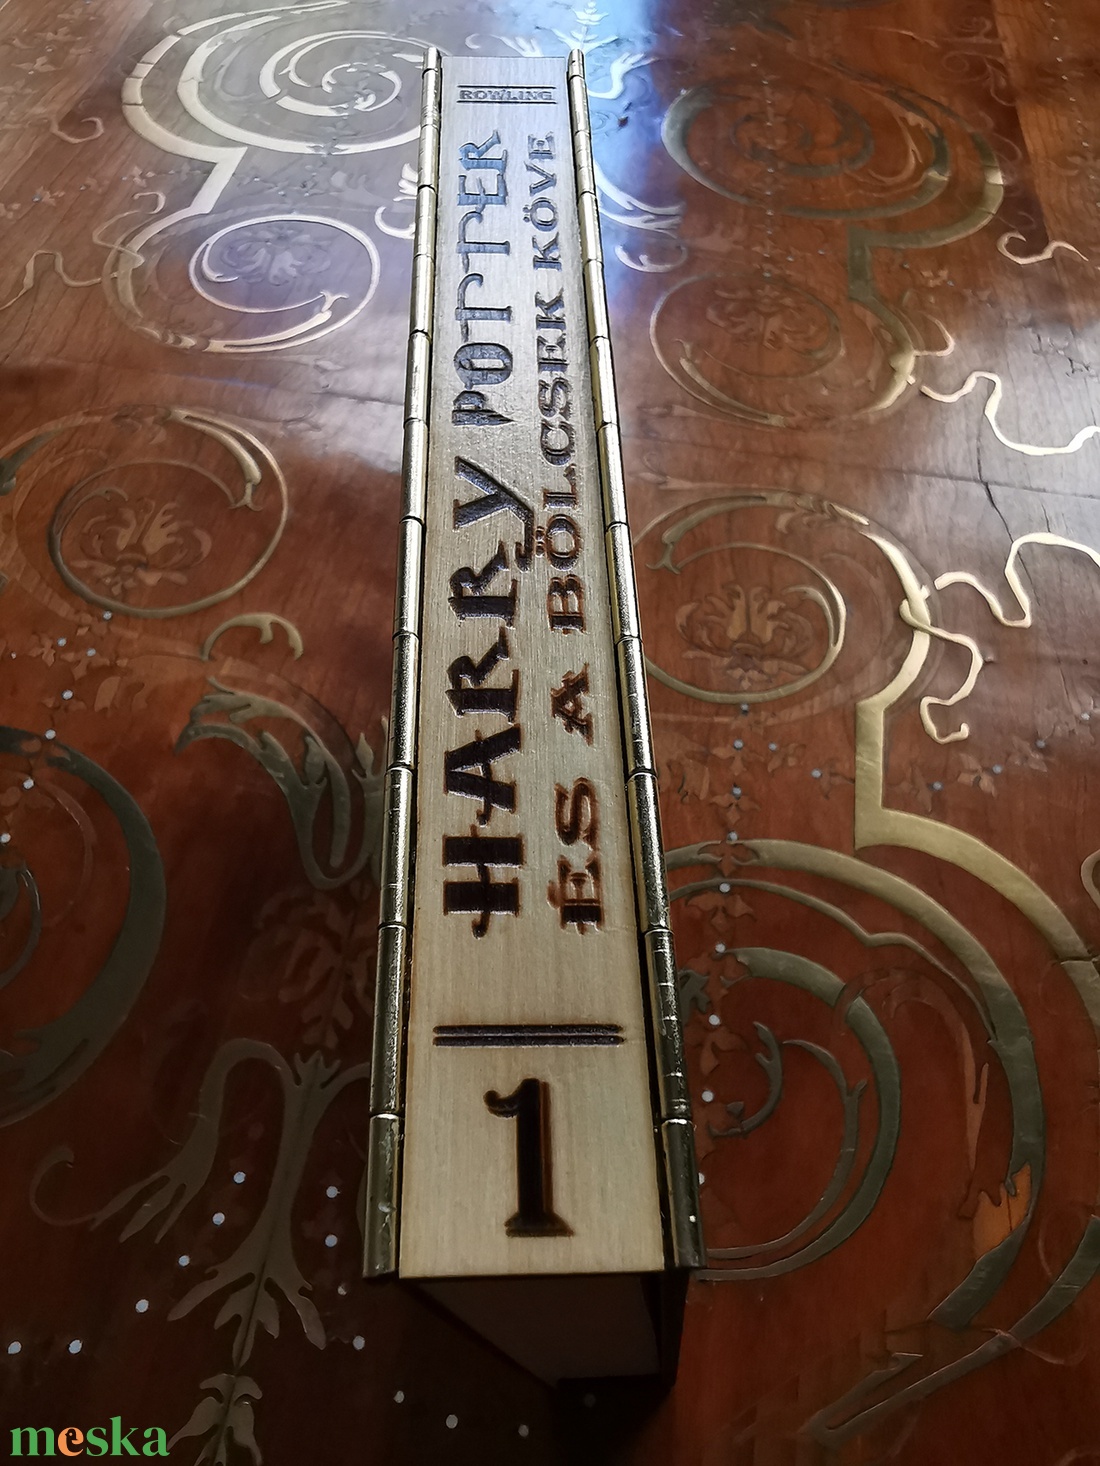 ROWLING
HARRY POTTER
ÉS A BÖLCSEK KÖVE
1
meska